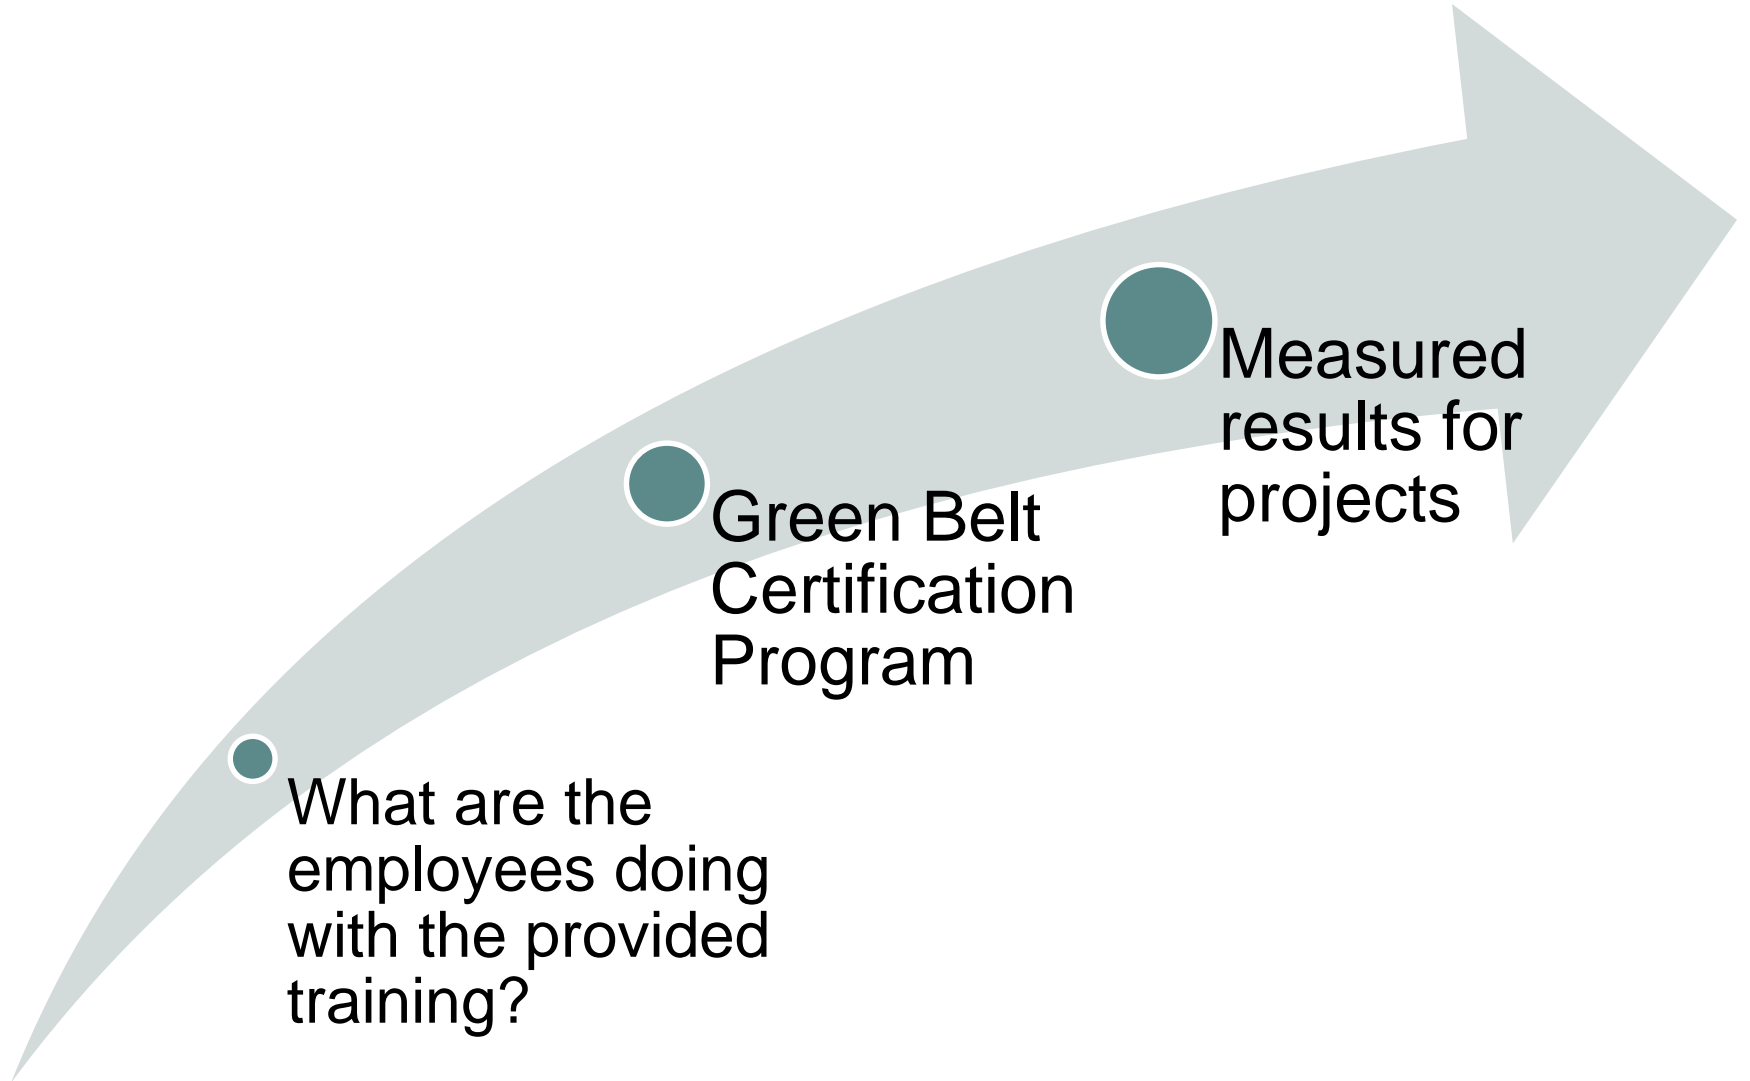 Measured
results for
projects
Green Belt
Certification
Program
What are the
employees doing
with the provided
training?